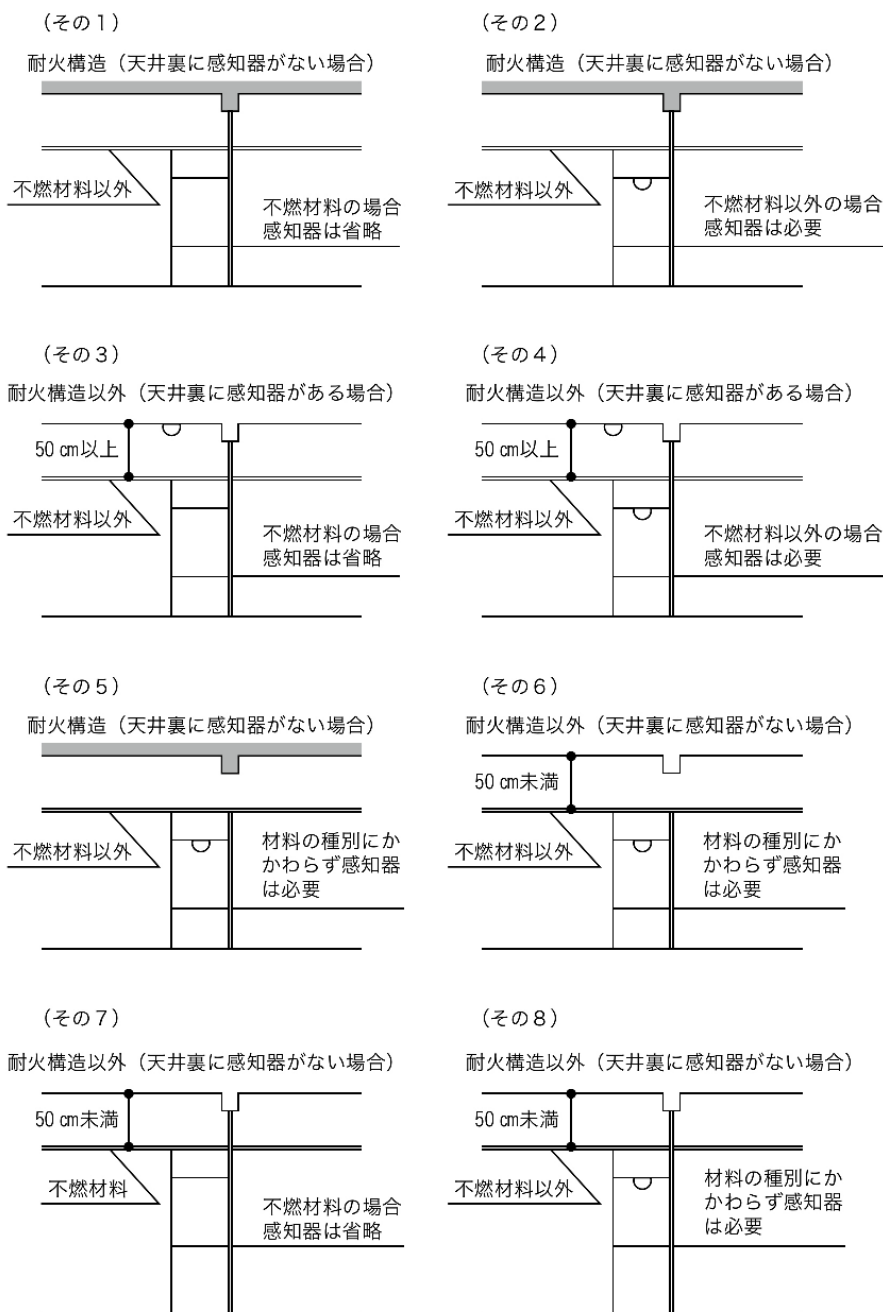 （その１）
耐火構造（天井裏に感知器がない場合）
不燃材料以外
不燃材料の場合
感知器は省略
（その２）
耐火構造（天井裏に感知器がない場合）
不燃材料以外
不燃材料以外の場合
感知器は必要
（その３）
耐火構造以外（天井裏に感知器がある場合）
50 ㎝以上
不燃材料以外
不燃材料の場合
感知器は省略
（その４）
耐火構造以外（天井裏に感知器がある場合）
50 ㎝以上
不燃材料以外
不燃材料以外の場合
感知器は必要
（その５）
耐火構造（天井裏に感知器がない場合）
不燃材料以外
材料の種別にか
かわらず感知器
は必要
（その６）
耐火構造以外（天井裏に感知器がない場合）
50 ㎝未満
不燃材料以外
材料の種別にか
かわらず感知器
は必要
（その７）
耐火構造以外（天井裏に感知器がない場合）
50 ㎝未満
不燃材料
不燃材料の場合
感知器は省略
（その８）
耐火構造以外（天井裏に感知器がない場合）
50 ㎝未満
不燃材料以外
材料の種別にか
かわらず感知器
は必要